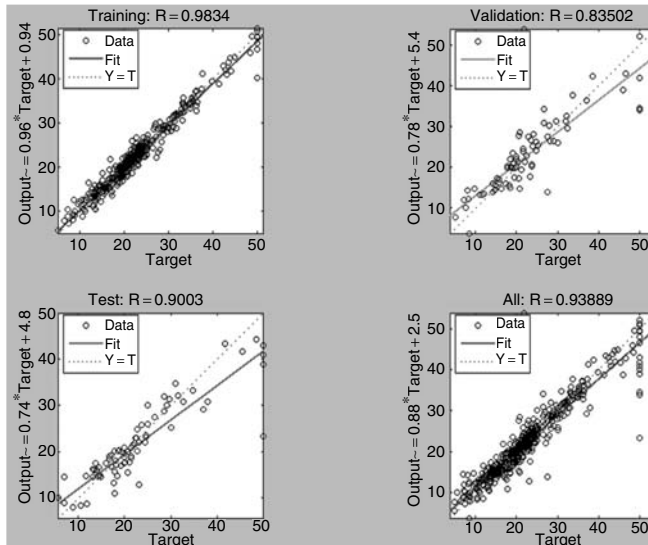 Training: R=0.9834
Output~=0.96*Target+0.94
50
40
30
20
10
Data
Fit
Y=T
10 20 30 40 50
Target
Validation: R=0.83502
Output~=0.78*Target+5.4
50
40
30
20
10
Data
Fit
Y=T
10 20 30 40 50
Target
Test: R=0.9003
Output~=0.74*Target+4.8
50
40
30
20
10
Data
Fit
Y=T
10 20 30 40 50
Target
All: R=0.93889
Output~=0.88*Target+2.5
50
40
30
20
10
Data
Fit
Y=T
10 20 30 40 50
Target